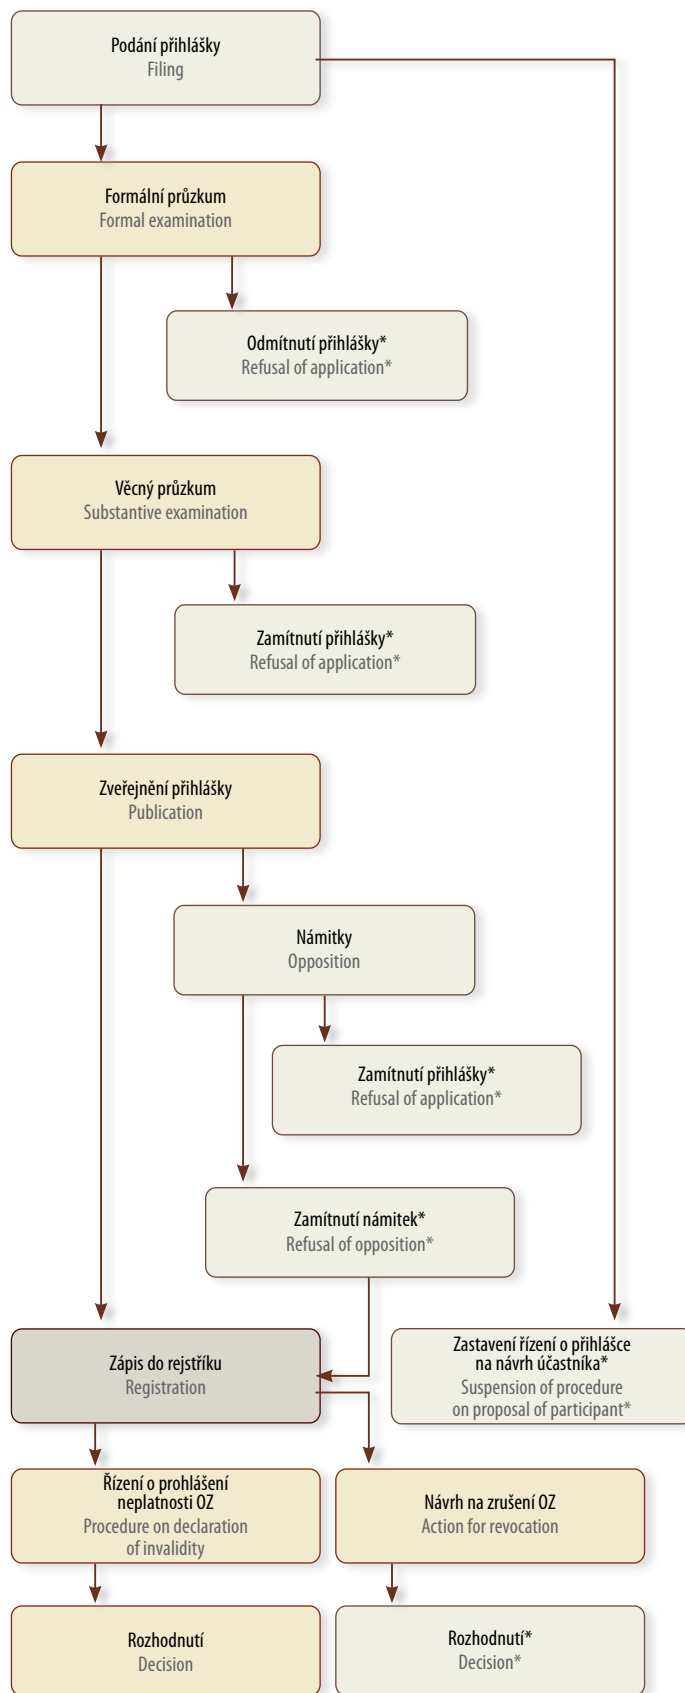 Podání přihlášky
Filing
Formální průzkum
Formal examination
Odmítnutí přihlášky*
Refusal of application*
Věcný průzkum
Substantive examination
Zamítnutí přihlášky*
Refusal of application*
Zveřejnění přihlášky
Publication
Námitky
Opposition
Zamítnutí přihlášky*
Refusal of application*
Zamítnutí námitek*
Refusal of opposition*
Zápis do rejstříku
Registration
Zastavení řízení o přihlášce
na návrh účastníka*
Suspension of procedure
on proposal of participant*
Řízení o prohlášení
neplatnosti OZ
Procedure on declaration
of invalidity
Návrh na zrušení OZ
Action for revocation
Rozhodnutí
Decision
Rozhodnutí*
Decision*